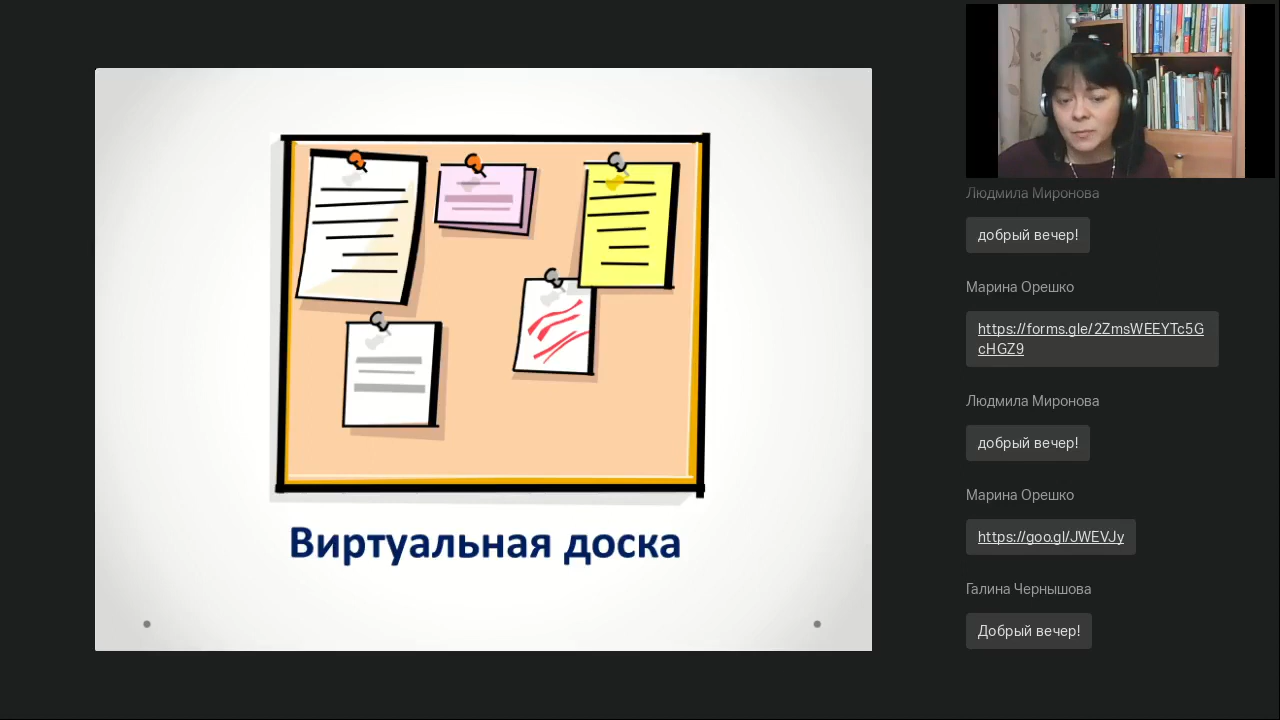 Виртуальная доска
Людмила Миронова
добрый вечер!
Марина Орешко
https://forms.gle/2ZmsWEEYTc5G
cHGZ9
Людмила Миронова
добрый вечер!
Марина Орешко
https://goo.gl/JWEVJy
Галина Чернышова
Добрый вечер!